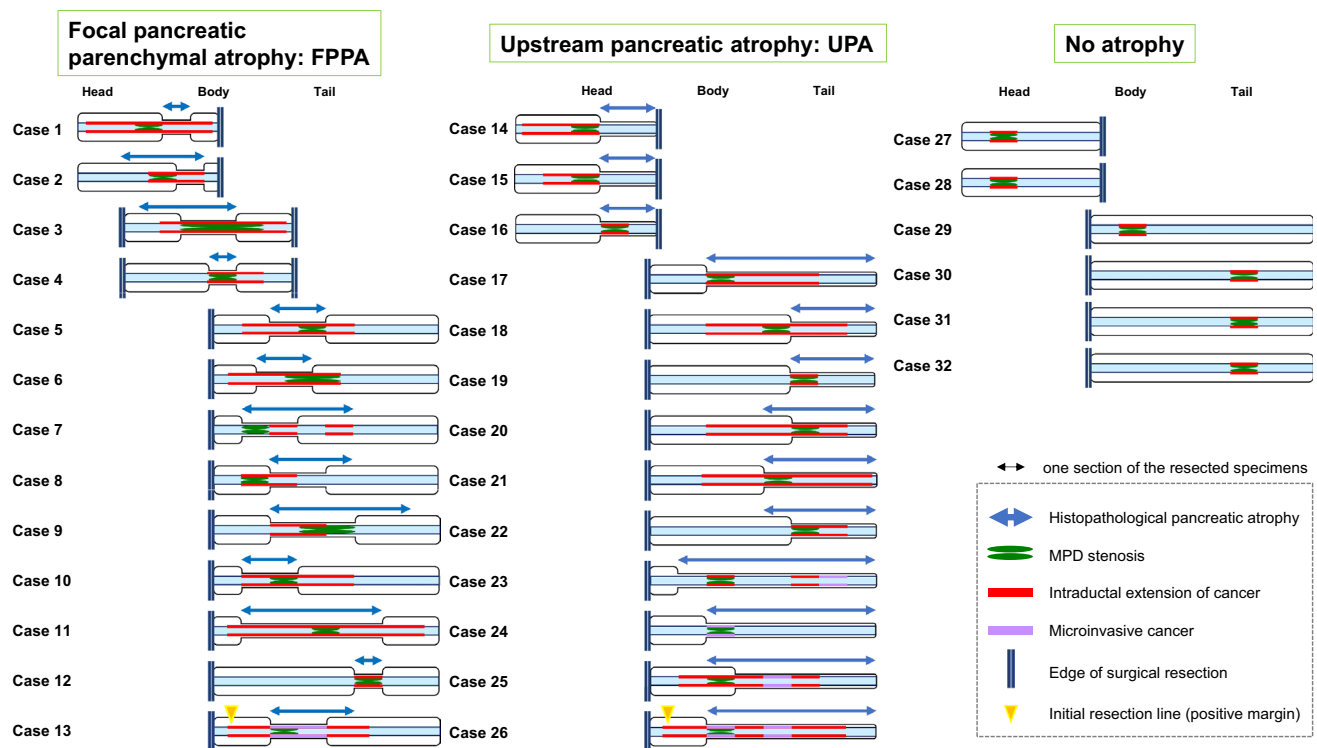 Focal pancreatic
parenchymal atrophy: FPPA
Head Body Tail
Case 1
Case 2
Case 3
Case 4
Case 5
Case 6
Case 7
Case 8
Case 9
Case 10
Case 11
Case 12
Case 13
Upstream pancreatic atrophy: UPA
Head Body Tail
Case 14
Case 15
Case 16
Case 17
Case 18
Case 19
Case 20
Case 21
Case 22
Case 23
Case 24
Case 25
Case 26
No atrophy
Head Body Tail
Case 27
Case 28
Case 29
Case 30
Case 31
Case 32
one section of the resected specimens
Histopathological pancreatic atrophy
MPD stenosis
Intraductal extension of cancer
Microinvasive cancer
Edge of surgical resection
Initial resection line (positive margin)